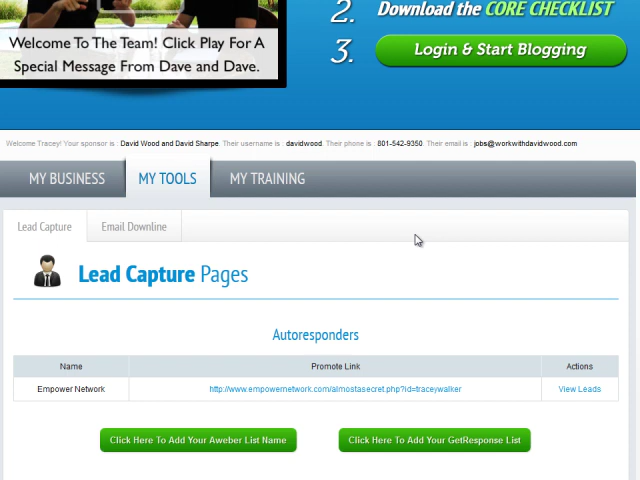 2. Download the CORE CHECKLIST
Welcome To The Team! Click Play For A
Special Message From Dave and Dave.
3. Login & Start Blogging
Welcome Tracey! Your sponsor is : David Wood and David Sharpe. Their username is : davidwood. Their phone is : 801-542-9350. Their email is : jobs@workwithdavidwood.com
MY BUSINESS MY TOOLS MY TRAINING
Lead Capture Email Downline
Lead Capture Pages
Autoresponders
Name Promote Link Actions
Empower Network http://www.empowernetwork.com/almostasecret.php?id=traceywalker View Leads
Click Here To Add Your Aweber List Name Click Here To Add Your GetResponse List